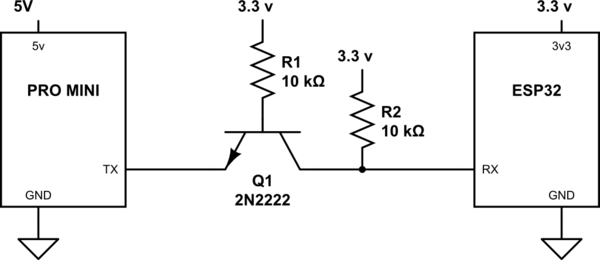 5V
3.3 v
3.3 v
5v
3v3
3.3 v
R1
10 kΩ
PRO MINI
ESP32
R2
10 kΩ
TX
RX
Q1
2N2222
GND
GND